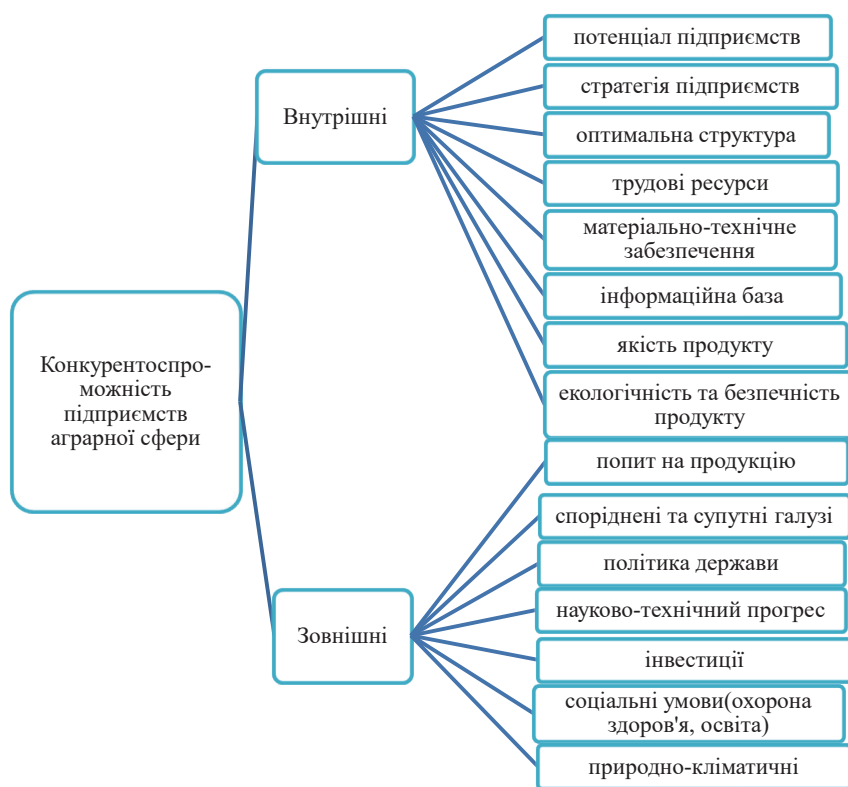 Конкурентоспро-
можність
підприємств
аграрної сфери
Внутрішні
потенціал підприємств
стратегія підприємств
оптимальна структура
трудові ресурси
матеріально-технічне
забезпечення
інформаційна база
якість продукту
екологічність та безпечність
продукту
Зовнішні
попит на продукцію
споріднені та супутні галузі
політика держави
науково-технічний прогрес
інвестиції
соціальні умови(охорона
здоров'я, освіта)
природно-кліматичні